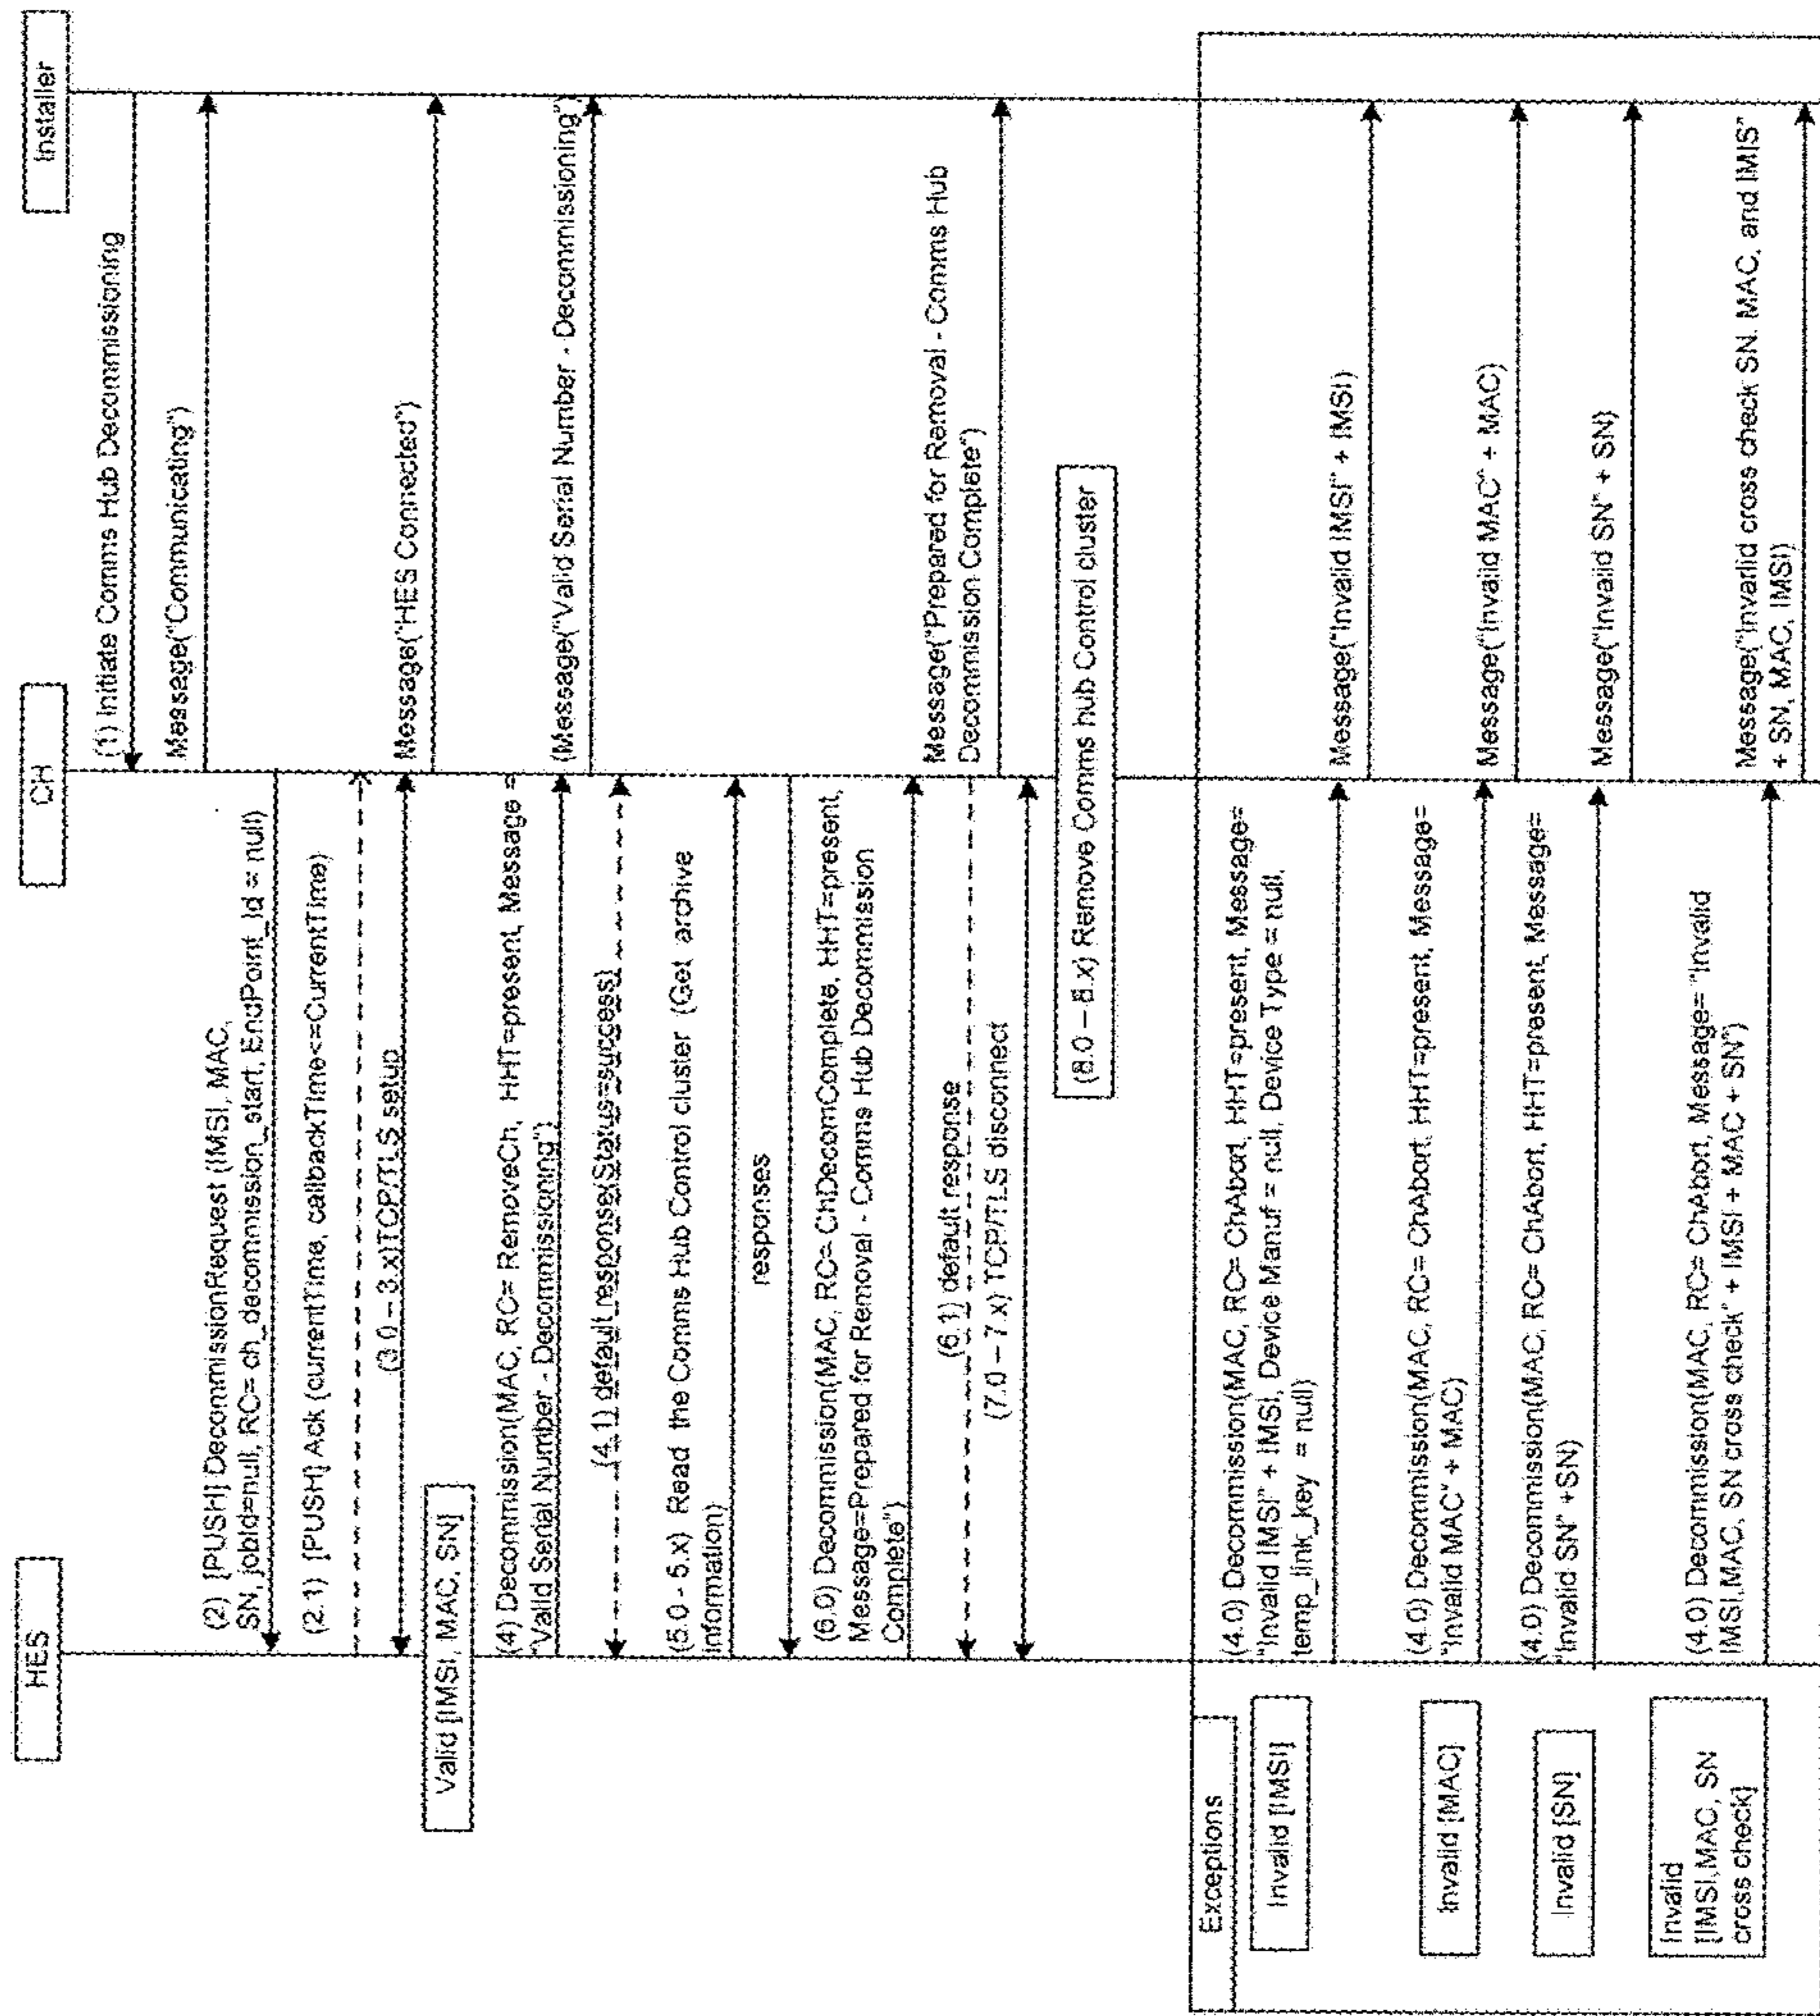 HES
CH
Installer
(1) Initiate Comms Hub Decommissioning
Message("Communicating")
(2) [PUSH] DecommissionRequest (IMSI, MAC,
SN, jobId=null, RC= ch_decommission_start, EndPoint_Id = null)
(2.1) [PUSH] Ack (currentTime, callbackTime<=CurrentTime)
(3.0 – 3.x)TCP/TLS setup
Message("HES Connected")
Valid [IMSI, MAC, SN]
(4) Decommission(MAC, RC= RemoveCh, HHT=present, Message =
"Valid Serial Number - Decommissioning")
(Message("Valid Serial Number - Decommissioning")
(4.1) default response(Status=success)
(5.0 - 5.x) Read the Comms Hub Control cluster (Get archive
information)
responses
(6.0) Decommission(MAC, RC= ChDecomComplete, HHT=present,
Message=Prepared for Removal - Comms Hub Decommission
Complete")
Message("Prepared for Removal - Comms Hub
Decommission Complete")
(6.1) default response
(7.0 – 7.x) TCP/TLS disconnect
(8.0 – 8.x) Remove Comms hub Control cluster
Exceptions
Invalid [IMSI]
(4.0) Decommission(MAC, RC= ChAbort, HHT=present, Message=
"Invalid IMSI" + IMSI, Device Manuf = null, Device Type = null,
temp_link_key = null)
Message("Invalid IMSI" + IMSI)
Invalid [MAC]
(4.0) Decommission(MAC, RC= ChAbort, HHT=present, Message=
"Invalid MAC" + MAC)
Message("Invalid MAC" + MAC)
Invalid [SN]
(4.0) Decommission(MAC, RC= ChAbort, HHT=present, Message=
"Invalid SN" +SN)
Message("Invalid SN" + SN)
Invalid
[IMSI,MAC, SN
cross check]
(4.0) Decommission(MAC, RC= ChAbort, Message= "Invalid
IMSI,MAC, SN cross check" + IMSI + MAC + SN")
Message("Invarlid cross check SN. MAC, and IMIS"
+ SN, MAC, IMSI)